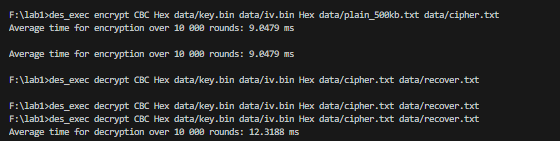 F:\lab1>des_exec encrypt CBC Hex data/key.bin data/iv.bin Hex data/plain_500kb.txt data/cipher.txt
Average time for encryption over 10 000 rounds: 9.0479 ms
Average time for encryption over 10 000 rounds: 9.0479 ms
F:\lab1>des_exec decrypt CBC Hex data/key.bin data/iv.bin Hex data/cipher.txt data/recover.txt
F:\lab1>des_exec decrypt CBC Hex data/key.bin data/iv.bin Hex data/cipher.txt data/recover.txt
F:\lab1>des_exec decrypt CBC Hex data/key.bin data/iv.bin Hex data/cipher.txt data/recover.txt
Average time for decryption over 10 000 rounds: 12.3188 ms